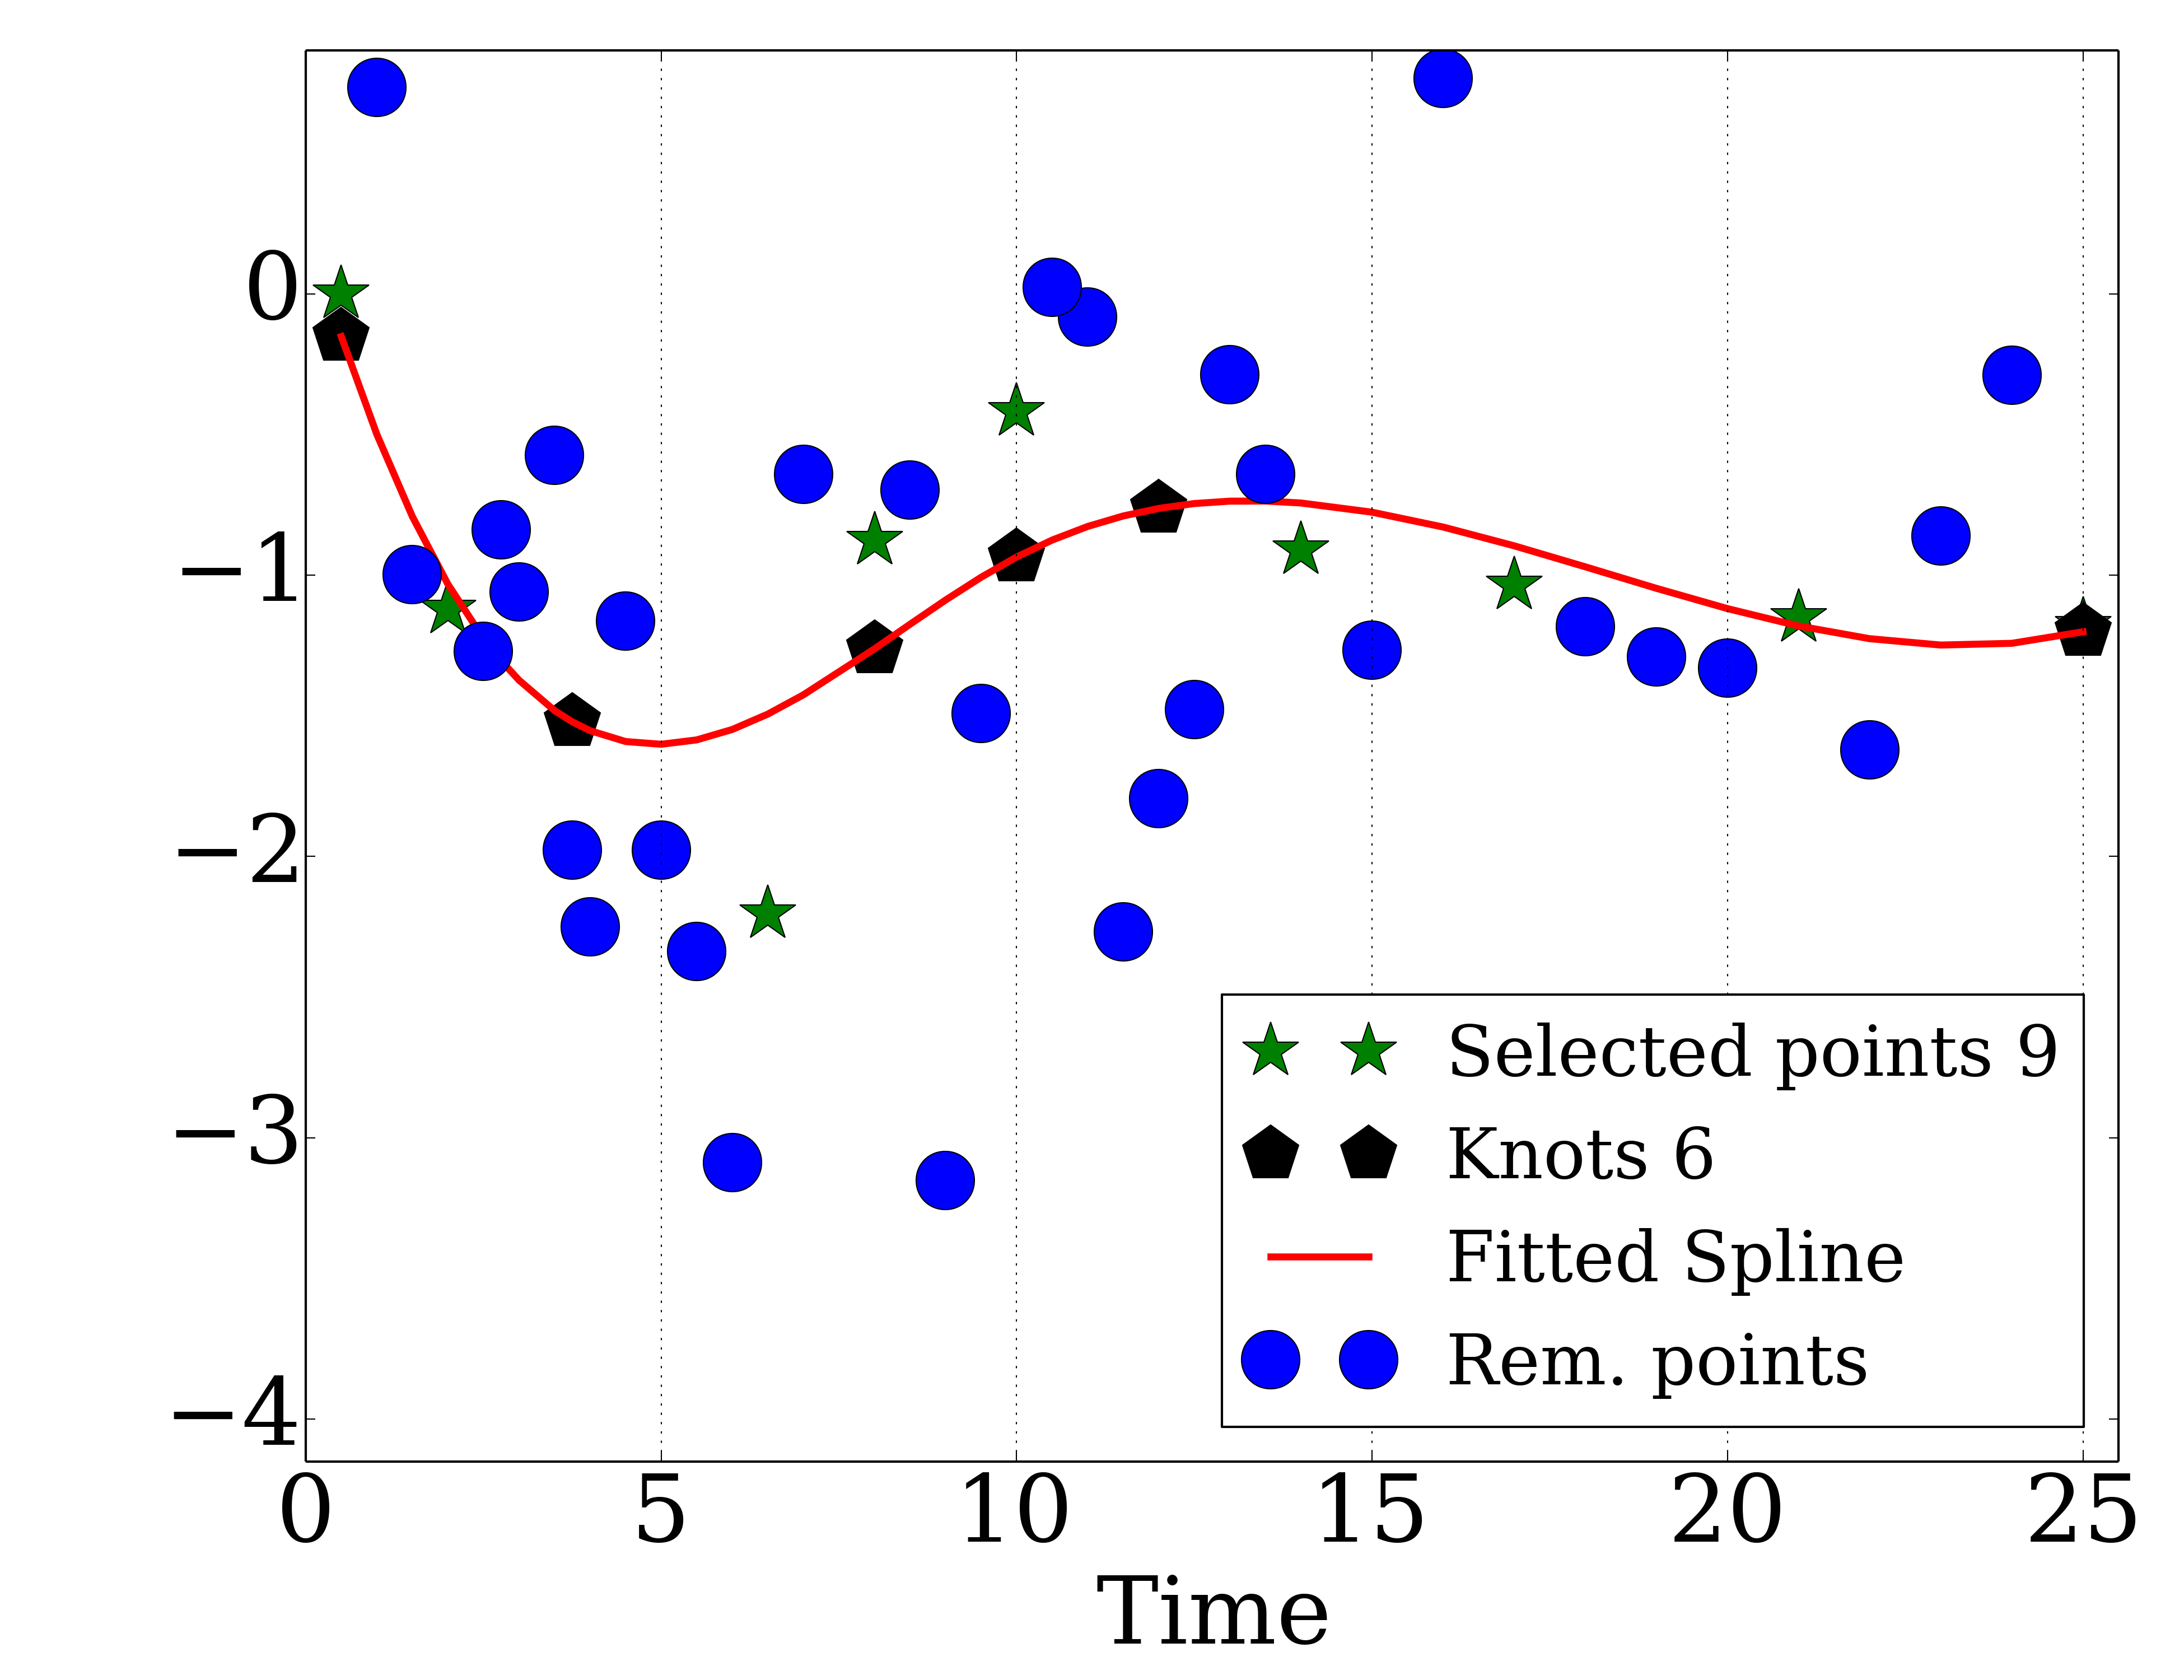 0
−1
−2
−3
−4
Selected points 9
Knots 6
Fitted Spline
Rem. points
0 5 10 15 20 25
Time